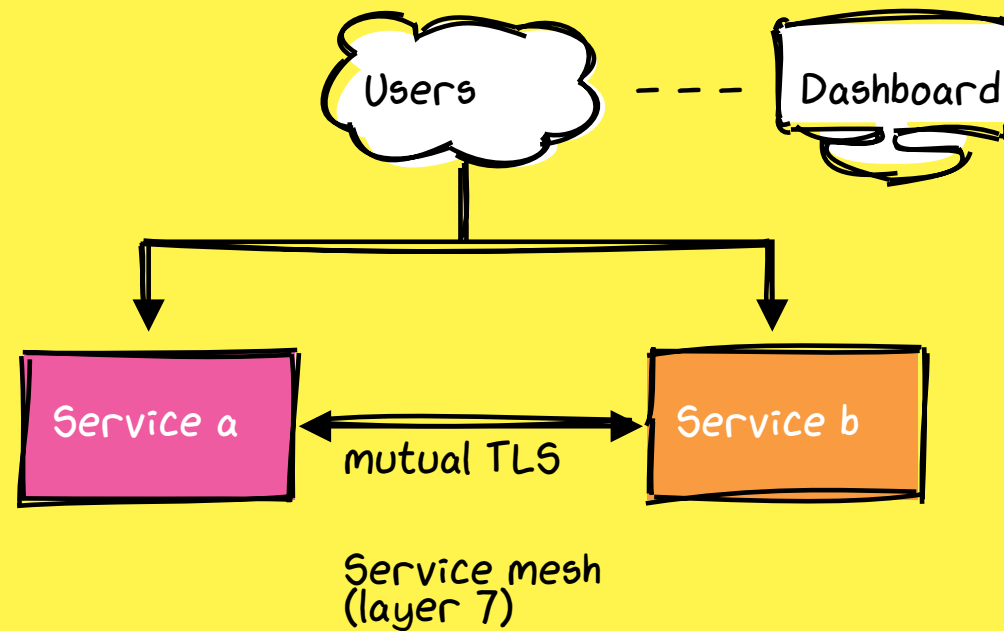 Users
Dashboard
Service a
Service b
mutual TLS
Service mesh
(layer 7)